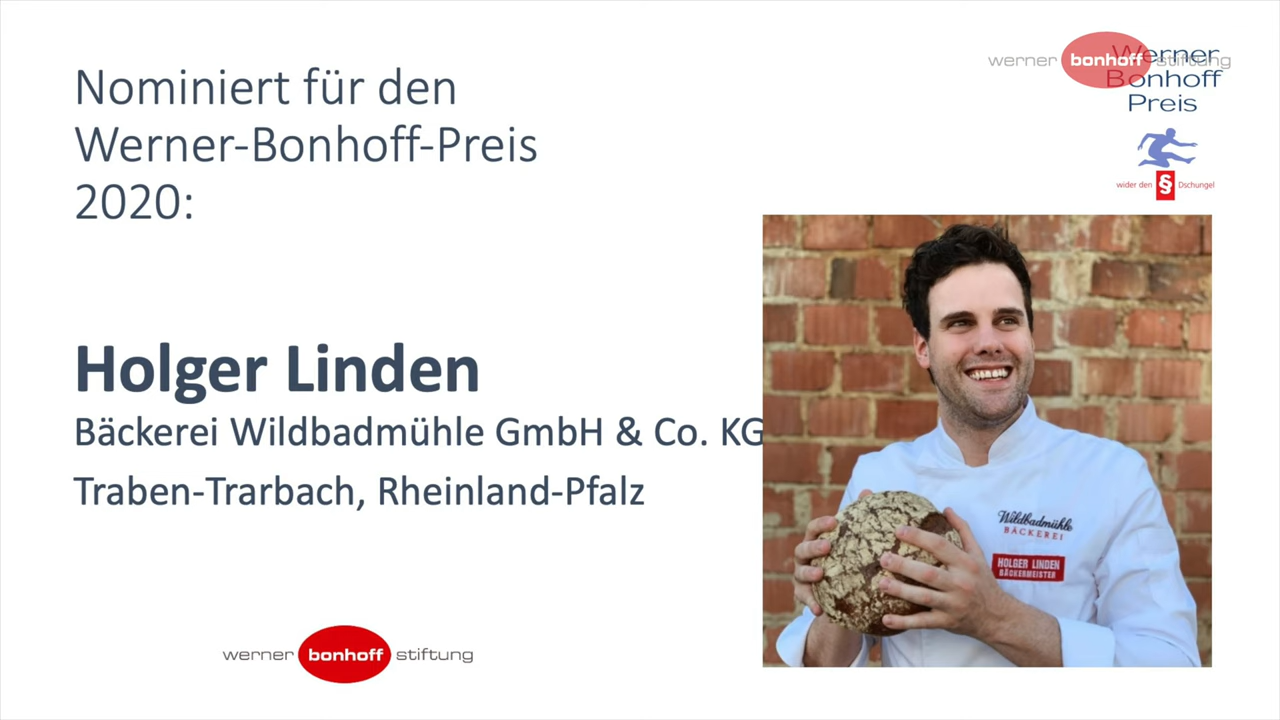 werner bonhoff stiftung
Werner
Bonhoff
Preis
wider den § Dschungel
Nominiert für den
Werner-Bonhoff-Preis
2020:
Holger Linden
Bäckerei Wildbadmühle GmbH & Co. KG
Traben-Trarbach, Rheinland-Pfalz
Wildbadmühle
BÄCKEREI
HOLGER LINDEN
BÄCKERMEISTER
werner bonhoff stiftung